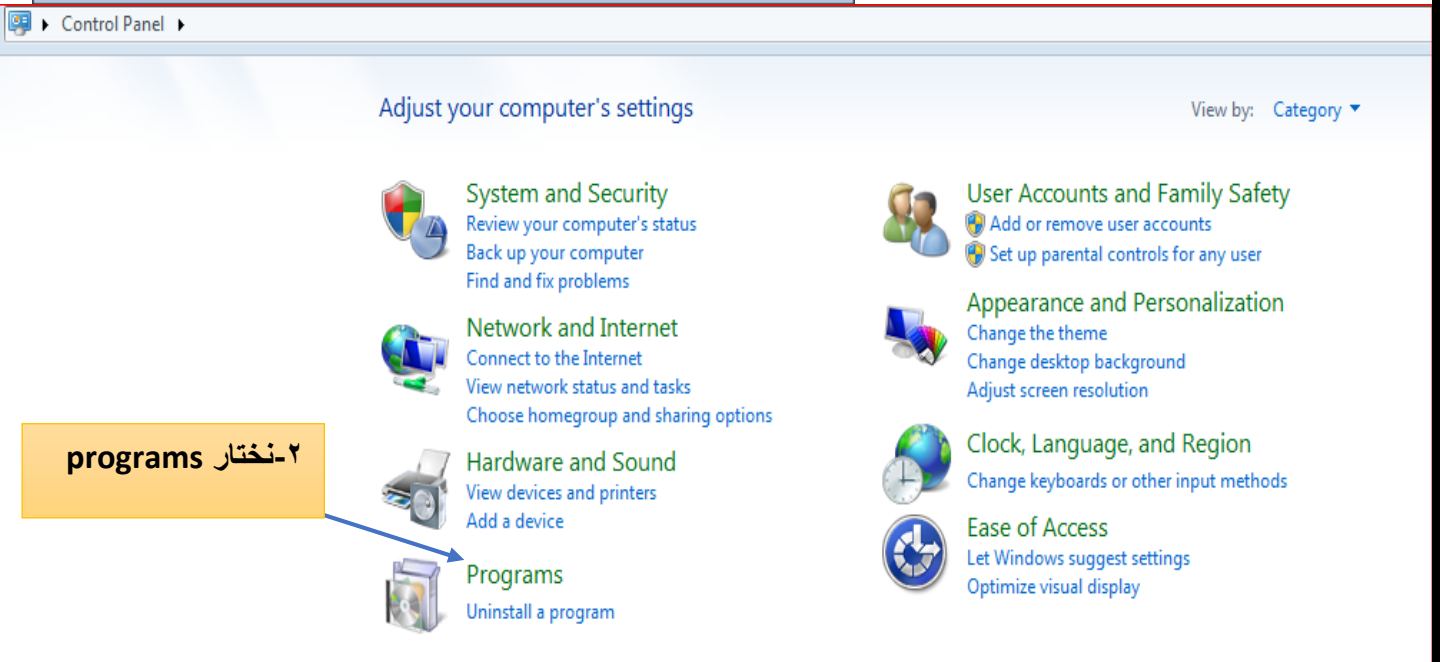 Control Panel
Adjust your computer's settings
View by: Category
System and Security
Review your computer's status
Back up your computer
Find and fix problems
Network and Internet
Connect to the Internet
View network status and tasks
Choose homegroup and sharing options
٢-نختار programs
Hardware and Sound
View devices and printers
Add a device
Programs
Uninstall a program
User Accounts and Family Safety
Add or remove user accounts
Set up parental controls for any user
Appearance and Personalization
Change the theme
Change desktop background
Adjust screen resolution
Clock, Language, and Region
Change keyboards or other input methods
Ease of Access
Let Windows suggest settings
Optimize visual display